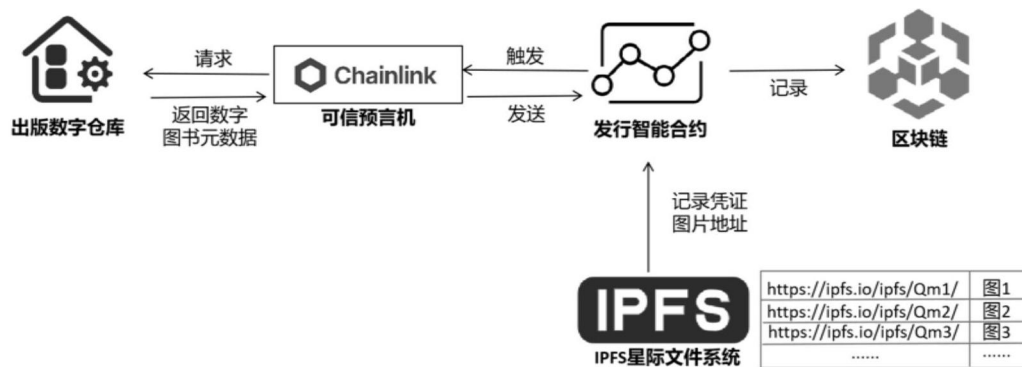 请求
返回数字
图书元数据
出版数字仓库
Chainlink
可信预言机
触发
发送
发行智能合约
记录
区块链
记录凭证
图片地址
IPFS
IPFS星际文件系统
https://ipfs.io/ipfs/Qm1/ 图1
https://ipfs.io/ipfs/Qm2/ 图2
https://ipfs.io/ipfs/Qm3/ 图3
…… ……